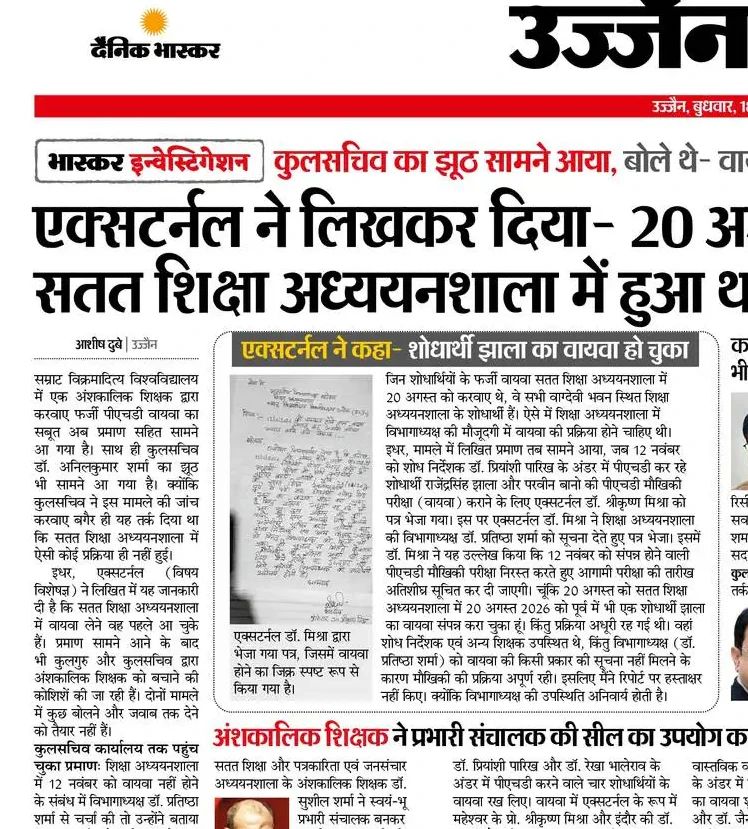 दैनिक भास्कर
उज्जैन
उज्जैन, बुधवार,
भास्कर इन्वेस्टिगेशन
कुलसचिव का झूठ सामने आया, बोले थे-
एक्सटर्नल ने लिखकर दिया- 20
सतत शिक्षा अध्ययनशाला में हुआ
आशीष दुबे | उज्जैन
सम्राट विक्रमादित्य विश्वविद्यालय
में एक अंशकालिक शिक्षक द्वारा
करवाए फर्जी पीएचडी वायवा का
सबूत अब प्रमाण सहित सामने
आ गया है। साथ ही कुलसचिव
डॉ. अनिलकुमार शर्मा का झूठ
भी सामने आ गया है। क्योंकि
कुलसचिव ने इस मामले की जांच
करवाए बगैर ही यह तर्क दिया था
कि सतत शिक्षा अध्ययनशाला में
ऐसी कोई प्रक्रिया ही नहीं हुई।
इधर, एक्सटर्नल (विषय
विशेषज्ञ) ने लिखित में यह जानकारी
दी है कि सतत शिक्षा अध्ययनशाला
में वायवा लेने वह पहले आ चुके
हैं। प्रमाण सामने आने के बाद
भी कुलगुरु और कुलसचिव द्वारा
अंशकालिक शिक्षक को बचाने की
कोशिशें की जा रही हैं। दोनों मामले
में कुछ बोलने और जवाब तक देने
को तैयार नहीं हैं।
कुलसचिव कार्यालय तक पहुंच
चुका प्रमाणः शिक्षा अध्ययनशाला
में 12 नवंबर को वायवा नहीं होने
के संबंध में विभागाध्यक्ष डॉ. प्रतिष्ठा
शर्मा से चर्चा की तो उन्होंने बताया
एक्सटर्नल ने कहा- शोधार्थी झाला का वायवा हो चुका
एक्सटर्नल डॉ. मिश्रा द्वारा
भेजा गया पत्र, जिसमें वायवा
होने का जिक्र स्पष्ट रूप से
किया गया है।
जिन शोधार्थियों के फर्जी वायवा सतत शिक्षा अध्ययनशाला में
20 अगस्त को करवाए थे, वे सभी वाग्देवी भवन स्थित शिक्षा
अध्ययनशाला के शोधार्थी हैं। ऐसे में शिक्षा अध्ययनशाला में
विभागाध्यक्ष की मौजूदगी में वायवा की प्रक्रिया होने चाहिए थी।
इधर, मामले में लिखित प्रमाण तब सामने आया, जब 12 नवंबर
को शोध निर्देशक डॉ. प्रियांशी पारिख के अंडर में पीएचडी कर रहे
शोधार्थी राजेंद्रसिंह झाला और परवीन बानो की पीएचडी मौखिकी
परीक्षा (वायवा) कराने के लिए एक्सटर्नल डॉ. श्रीकृष्ण मिश्रा को
पत्र भेजा गया। इस पर एक्सटर्नल डॉ. मिश्रा ने शिक्षा अध्ययनशाला
की विभागाध्यक्ष डॉ. प्रतिष्ठा शर्मा को सूचना देते हुए पत्र भेजा। इसमें
डॉ. मिश्रा ने यह उल्लेख किया कि 12 नवंबर को संपन्न होने वाली
पीएचडी मौखिकी परीक्षा निरस्त करते हुए आगामी परीक्षा की तारीख
अतिशीघ्र सूचित कर दी जाएगी। चूंकि 20 अगस्त को सतत शिक्षा
अध्ययनशाला में 20 अगस्त 2026 को पूर्व में भी एक शोधार्थी झाला
का वायवा संपन्न करा चुका हूं। किंतु प्रक्रिया अधूरी रह गई थी। वहां
शोध निर्देशक एवं अन्य शिक्षक उपस्थित थे, किंतु विभागाध्यक्ष (डॉ.
प्रतिष्ठा शर्मा) को वायवा की किसी प्रकार की सूचना नहीं मिलने के
कारण मौखिकी की प्रक्रिया अपूर्ण रही। इसलिए मैंने रिपोर्ट पर हस्ताक्षर
नहीं किए। क्योंकि विभागाध्यक्ष की उपस्थिति अनिवार्य होती है।
अंशकालिक शिक्षक ने प्रभारी संचालक की सील का उपयोग
सतत शिक्षा और पत्रकारिता एवं जनसंचार
अध्ययनशाला के अंशकालिक शिक्षक डॉ.
सुशील शर्मा ने स्वयं-भू
प्रभारी संचालक बनकर
डॉ. प्रियांशी पारिख और डॉ. रेखा भालेराव के
अंडर में पीएचडी करने वाले चार शोधार्थियों के
वायवा रख लिए। वायवा में एक्सटर्नल के रूप में
महेश्वर के प्रो. श्रीकृष्ण मिश्रा और इंदौर की डॉ.
वास्तविक
के अंडर में
का वायवा
और डॉ.